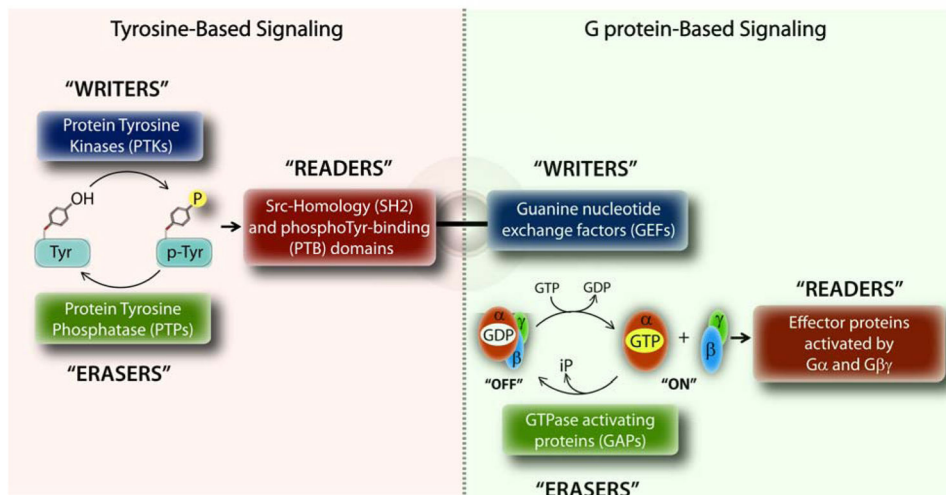 Tyrosine-Based Signaling
"WRITERS"
Protein Tyrosine
Kinases (PTKs)
OH
P
Tyr
p-Tyr
Protein Tyrosine
Phosphatase (PTPs)
"ERASERS"
"READERS"
Src-Homology (SH2)
and phosphoTyr-binding
(PTB) domains
G protein-Based Signaling
"WRITERS"
Guanine nucleotide
exchange factors (GEFs)
GTP
GDP
α
GDP
γ
β
"OFF"
iP
α
GTP
+
γ
β
"ON"
GTPase activating
proteins (GAPs)
"ERASERS"
"READERS"
Effector proteins
activated by
Gα and Gβγ